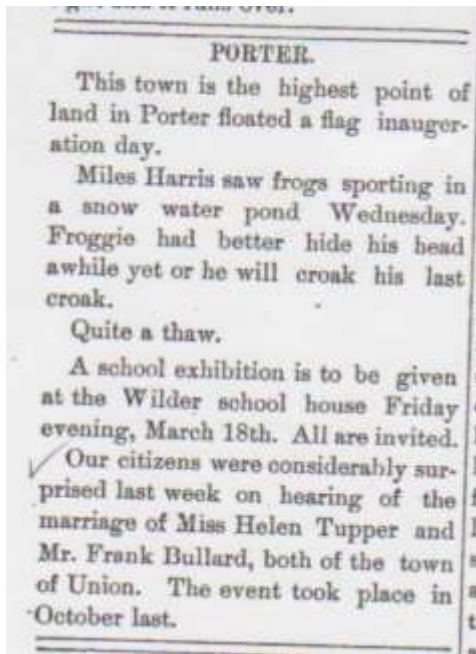 PORTER.
This town is the highest point of
land in Porter floated a flag inauger-
ation day.
Miles Harris saw frogs sporting in
a snow water pond Wednesday.
Froggie had better hide his head
awhile yet or he will croak his last
croak.
Quite a thaw.
A school exhibition is to be given
at the Wilder school house Friday
evening, March 18th. All are invited.
Our citizens were considerably sur-
prised last week on hearing of the
marriage of Miss Helen Tupper and
Mr. Frank Bullard, both of the town
of Union. The event took place in
October last.